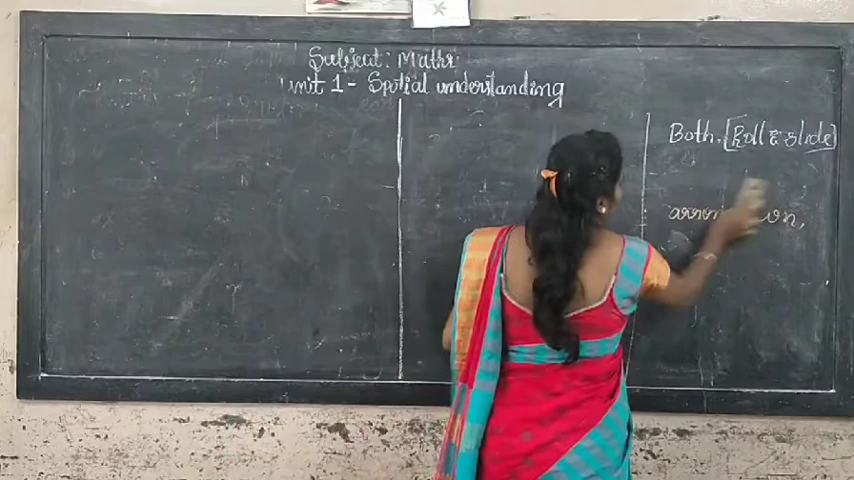 Subject: Maths
unit 1- Spatial understanding
Both. [Roll & slide]